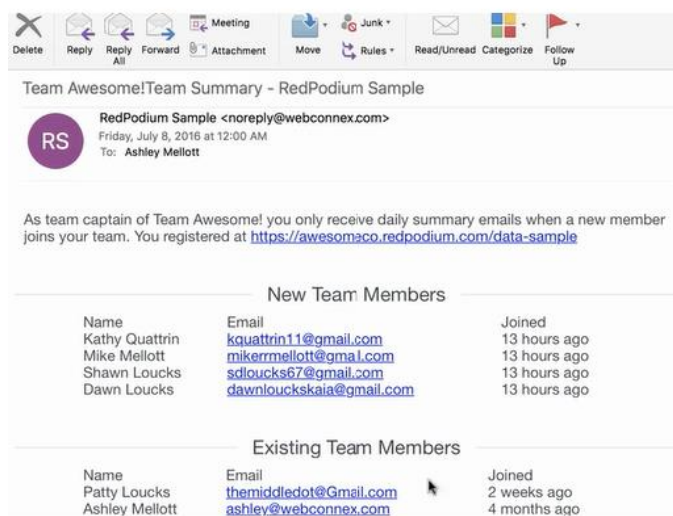 Meeting
Junk
Delete
Reply
Reply All
Forward
Attachment
Move
Rules
Read/Unread
Categorize
Follow Up
Team Awesome!Team Summary - RedPodium Sample
RS
RedPodium Sample <noreply@webconnex.com>
Friday, July 8, 2016 at 12:00 AM
To: Ashley Mellott
As team captain of Team Awesome! you only receive daily summary emails when a new member
joins your team. You registered at https://awesomeco.redpodium.com/data-sample
New Team Members
Name Email Joined
Kathy Quattrin kquattrin11@gmail.com 13 hours ago
Mike Mellott mikerrmellott@gmail.com 13 hours ago
Shawn Loucks sdloucks67@gmail.com 13 hours ago
Dawn Loucks dawnlouckskaia@gmail.com 13 hours ago
Existing Team Members
Name Email Joined
Patty Loucks themiddledot@Gmail.com 2 weeks ago
Ashley Mellott ashley@webconnex.com 4 months ago